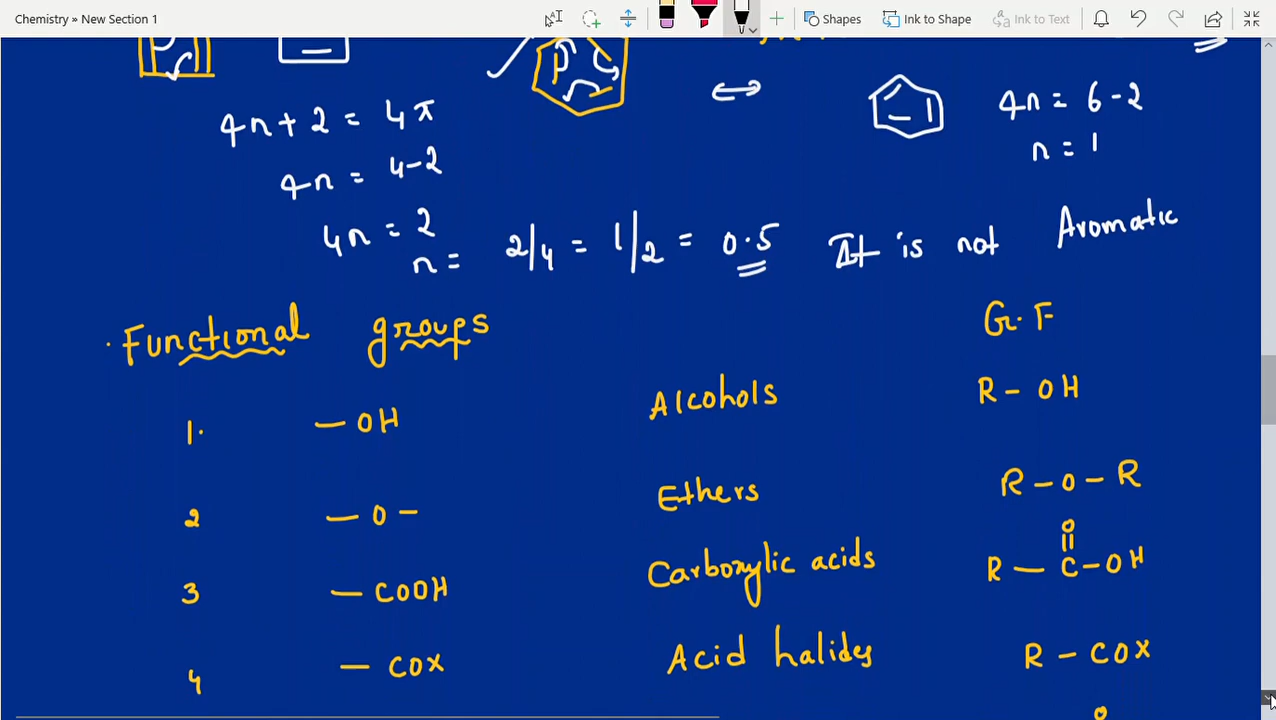 Chemistry » New Section 1
Shapes Ink to Shape Ink to Text
4n+2 = 4π
4n = 4-2
4n = 2
n = 2/4 = 1/2 = 0.5 It is not Aromatic
4n = 6-2
n = 1
Functional groups G.F
1. - OH Alcohols R - OH
2 - O - Ethers R - O - R
3 - COOH Carboxylic acids R - C - OH
O
4 - COX Acid halides R - COX
O